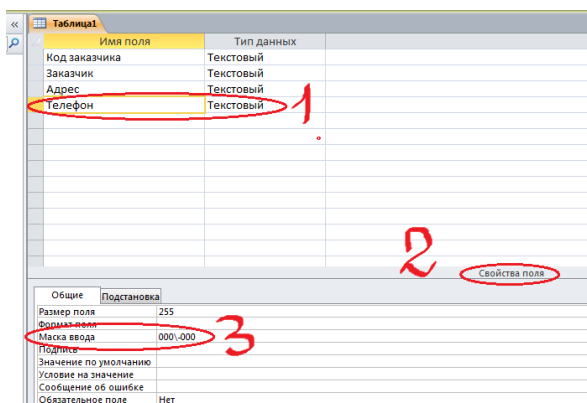 Таблица1
Имя поля Тип данных
Код заказчика Текстовый
Заказчик Текстовый
Адрес Текстовый
Телефон Текстовый
1
2
Свойства поля
Общие Подстановка
Размер поля 255
Формат поля
Маска ввода 000\-000
3
Подпись
Значение по умолчанию
Условие на значение
Сообщение об ошибке
Обязательное поле Нет